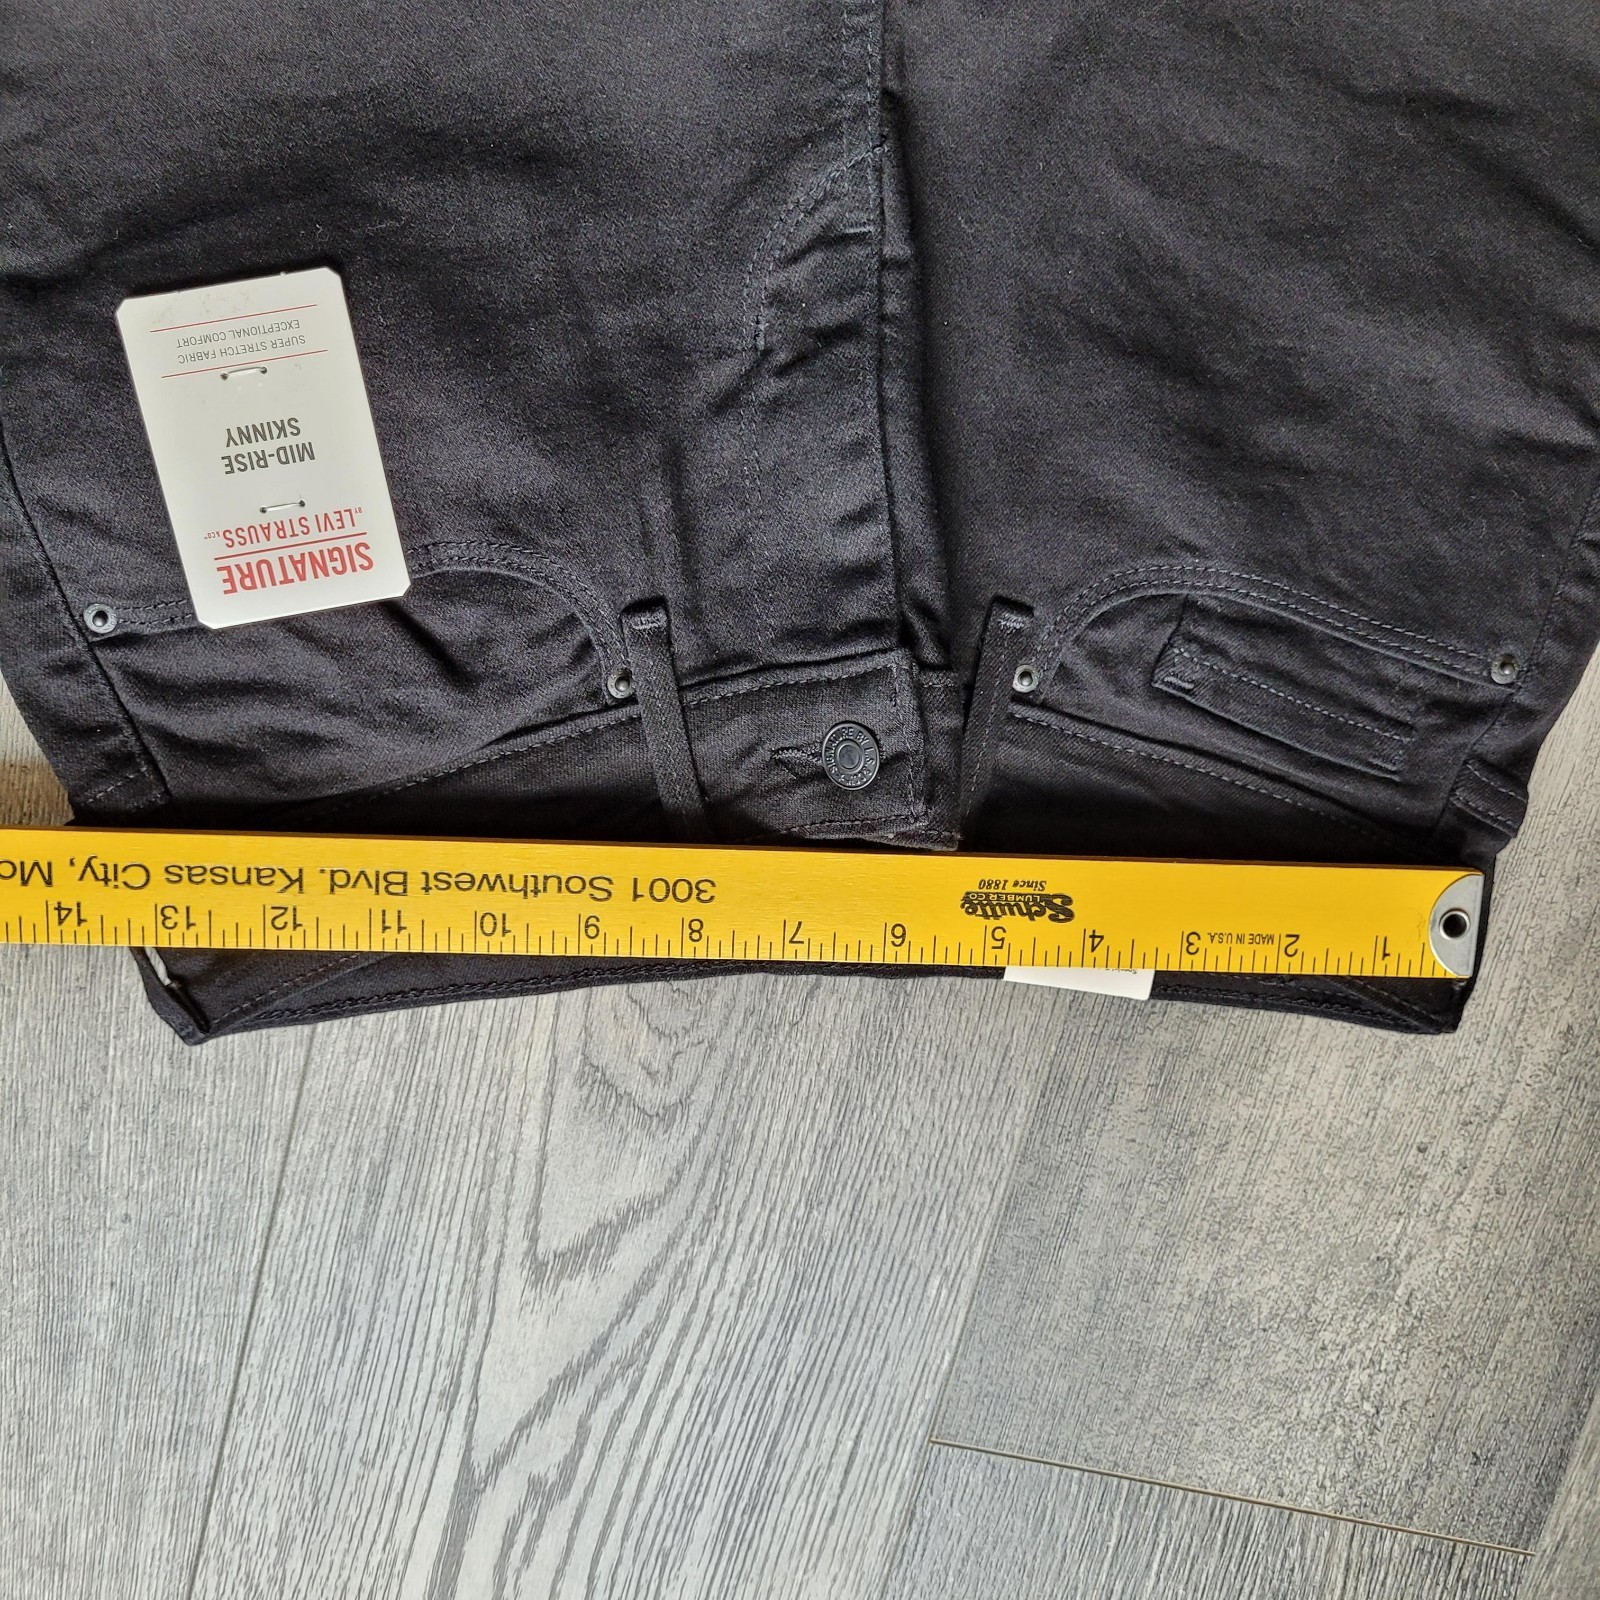 SIGNATURE
BY LEVI STRAUSS & CO™
MID-RISE
SKINNY
SUPER STRETCH FABRIC
EXCEPTIONAL COMFORT
1 2 MADE IN U.S.A. 3 4 5 6 7 8 9 10 11 12 13 14
Schutte
LUMBER CO
Since 1880
3001 Southwest Blvd. Kansas City, Mo